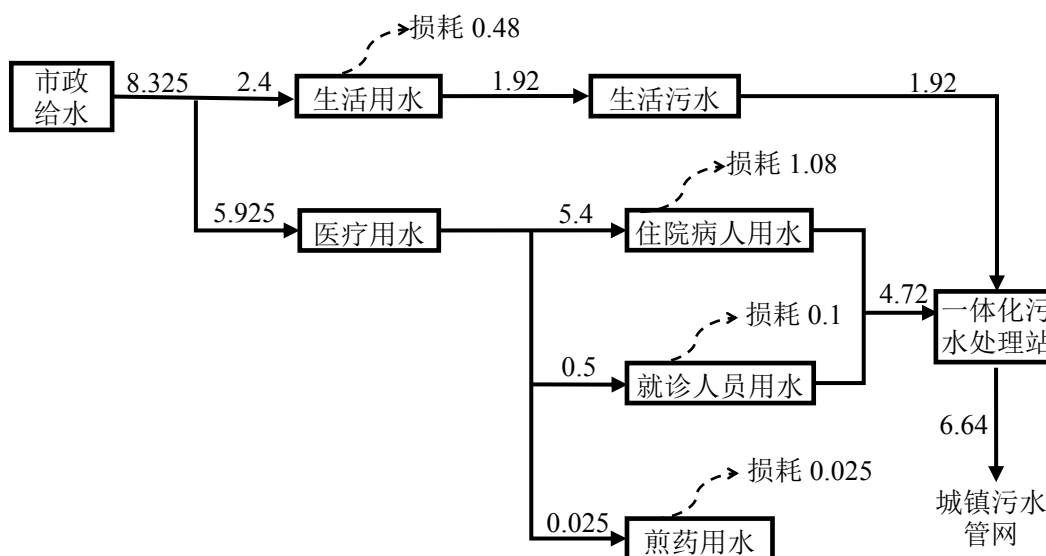 损耗 0.48
市政
给水
8.325
2.4
生活用水
1.92
生活污水
1.92
损耗 1.08
5.925
医疗用水
5.4
住院病人用水
4.72
一体化污
水处理站
损耗 0.1
0.5
就诊人员用水
6.64
损耗 0.025
城镇污水
管网
0.025
煎药用水